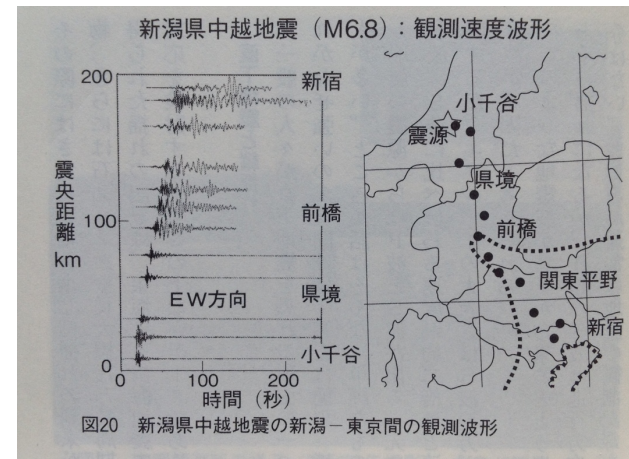 新潟県中越地震（M6.8）：観測速度波形
200
100
0
震央距離
km
新宿
前橋
県境
小千谷
EW方向
0
100
200
時間（秒）
小千谷
震源
県境
前橋
関東平野
新宿
図20 新潟県中越地震の新潟－東京間の観測波形